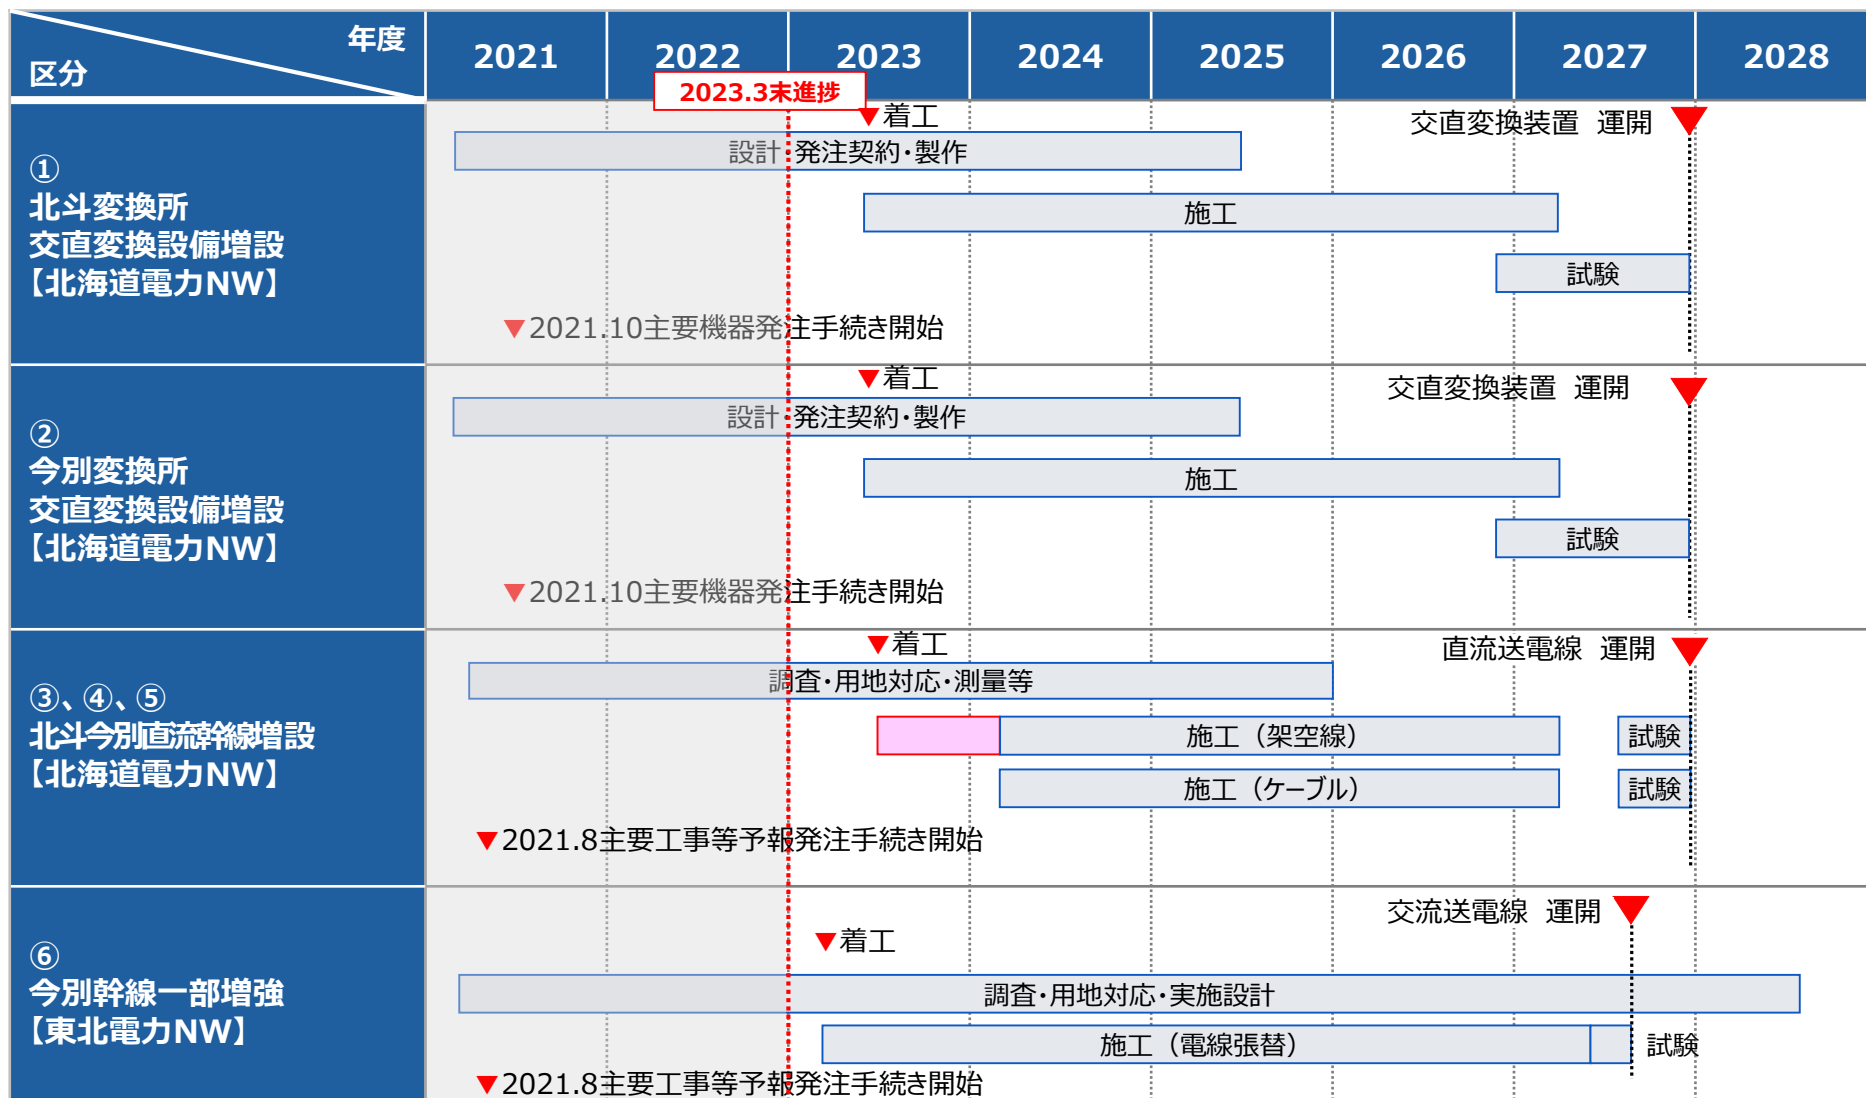 年度
区分
2021 2022 2023 2024 2025 2026 2027 2028
2023.3末進捗
①
北斗変換所
交直変換設備増設
【北海道電力NW】
▼着工
交直変換装置 運開
設計・発注契約・製作
施工
試験
▼2021.10主要機器発注手続き開始
②
今別変換所
交直変換設備増設
【北海道電力NW】
▼着工
交直変換装置 運開
設計・発注契約・製作
施工
試験
▼2021.10主要機器発注手続き開始
③、④、⑤
北斗今別直流幹線増設
【北海道電力NW】
▼着工
直流送電線 運開
調査・用地対応・測量等
施工（架空線） 試験
施工（ケーブル） 試験
▼2021.8主要工事等予報発注手続き開始
⑥
今別幹線一部増強
【東北電力NW】
交流送電線 運開
▼着工
調査・用地対応・実施設計
施工（電線張替） 試験
▼2021.8主要工事等予報発注手続き開始